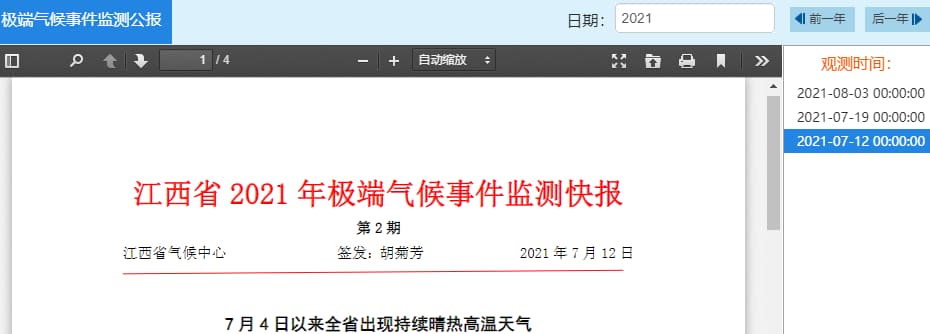 极端气候事件监测公报
日期: 2021 前一年 后一年
1 / 4 自动缩放
观测时间:
2021-08-03 00:00:00
2021-07-19 00:00:00
2021-07-12 00:00:00
江西省 2021 年极端气候事件监测快报
第 2 期
江西省气候中心 签发: 胡菊芳 2021 年 7 月 12 日
7 月 4 日以来全省出现持续晴热高温天气